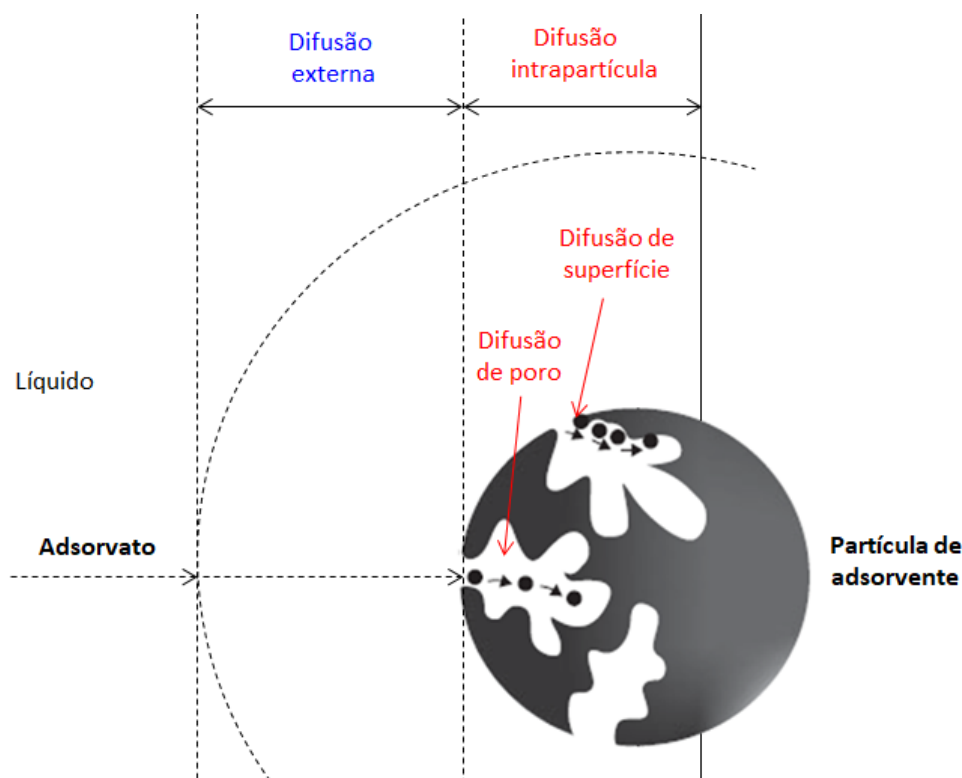 Difusão
externa
Difusão
intrapartícula
Difusão de
superfície
Difusão
de poro
Líquido
Adsorvato
Partícula de
adsorvente